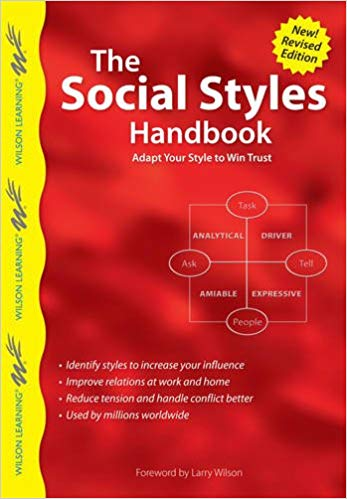 New!
Revised
Edition
The
Social Styles
Handbook
Adapt Your Style to Win Trust
Task
ANALYTICAL
DRIVER
Ask
Tell
AMIABLE
EXPRESSIVE
People
• Identify styles to increase your influence
• Improve relations at work and home
• Reduce tension and handle conflict better
• Used by millions worldwide
Foreword by Larry Wilson
WILSON LEARNING®
WILSON LEARNING®
WILSON LEARNING®